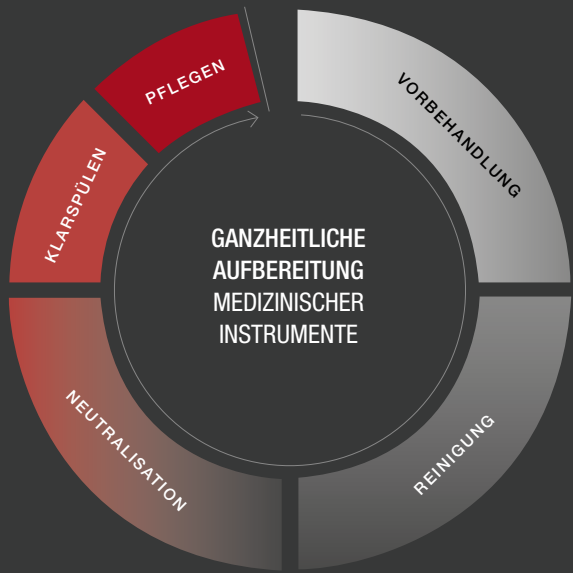 GANZHEITLICHE
AUFBEREITUNG
MEDIZINISCHER
INSTRUMENTE
VORBEHANDLUNG
REINIGUNG
NEUTRALISATION
KLARSPÜLEN
PFLEGEN